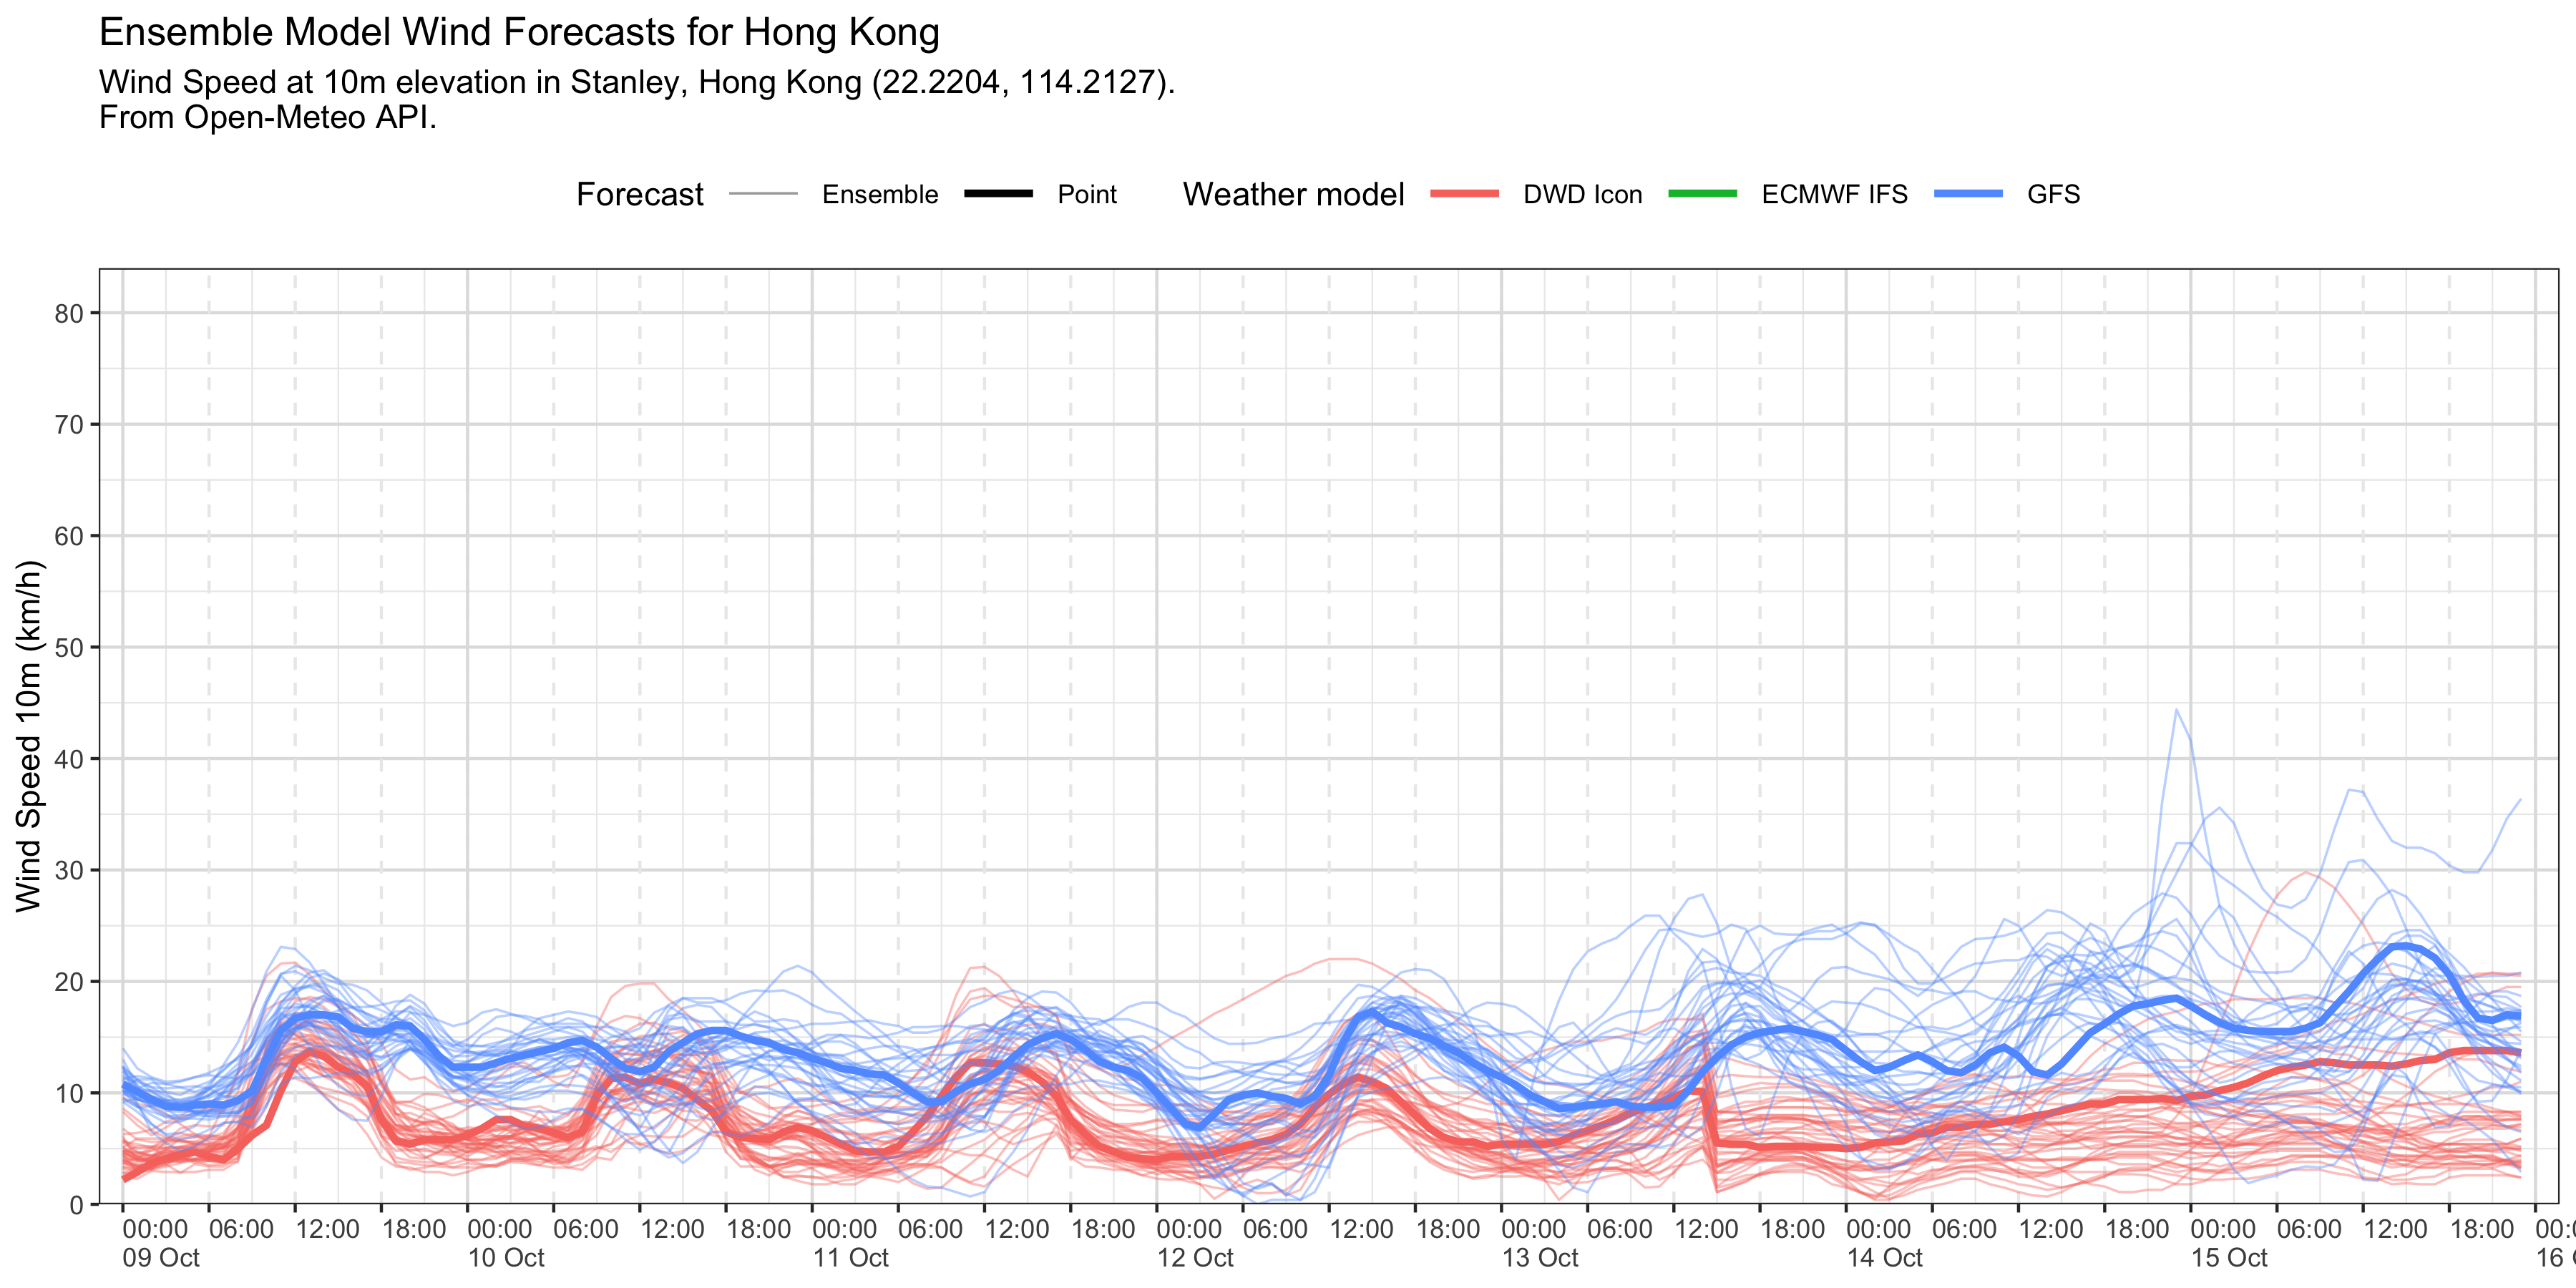 Ensemble Model Wind Forecasts for Hong Kong
Wind Speed at 10m elevation in Stanley, Hong Kong (22.2204, 114.2127).
From Open-Meteo API.
Forecast Ensemble Point Weather model DWD Icon ECMWF IFS GFS
Wind Speed 10m (km/h)
80
70
60
50
40
30
20
10
0
00:00 06:00 12:00 18:00 00:00 06:00 12:00 18:00 00:00 06:00 12:00 18:00 00:00 06:00 12:00 18:00 00:00 06:00 12:00 18:00 00:00 06:00 12:00 18:00 00:00 06:00 12:00 18:00
09 Oct 10 Oct 11 Oct 12 Oct 13 Oct 14 Oct 15 Oct 16